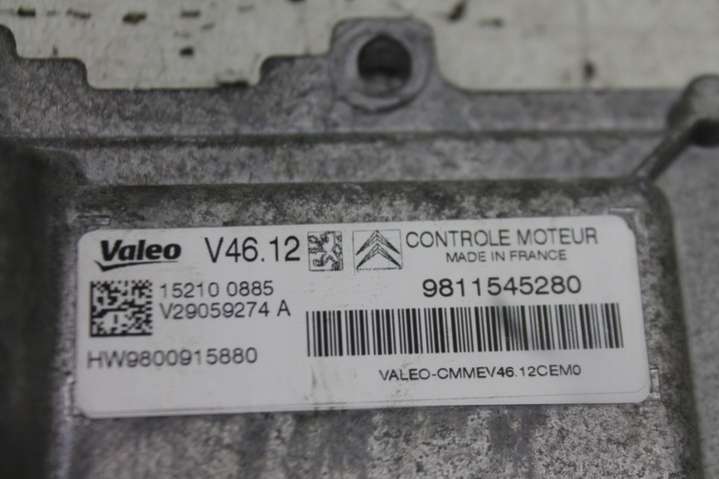 Valeo V46.12 CONTROLE MOTEUR
MADE IN FRANCE
15210 0885
V29059274 A
9811545280
HW9800915880
VALEO-CMMEV46.12CEM0